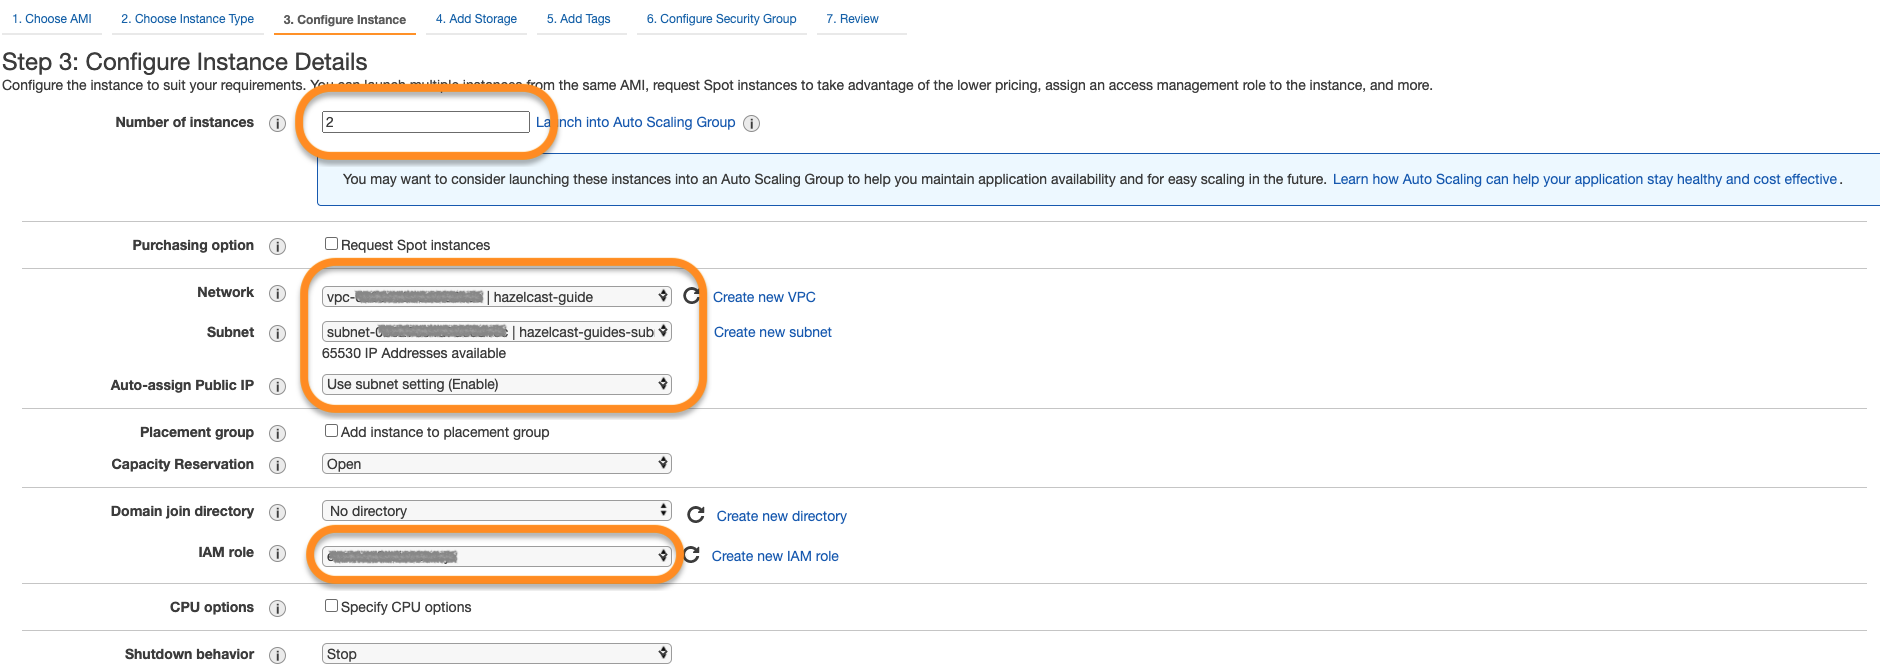 1. Choose AMI 2. Choose Instance Type 3. Configure Instance 4. Add Storage 5. Add Tags 6. Configure Security Group 7. Review
Step 3: Configure Instance Details
Configure the instance to suit your requirements. You can launch multiple instances from the same AMI, request Spot instances to take advantage of the lower pricing, assign an access management role to the instance, and more.
Number of instances i 2 Launch into Auto Scaling Group i
You may want to consider launching these instances into an Auto Scaling Group to help you maintain application availability and for easy scaling in the future. Learn how Auto Scaling can help your application stay healthy and cost effective.
Purchasing option i Request Spot instances
Network i vpc- | hazelcast-guide Create new VPC
Subnet i subnet- | hazelcast-guides-sub Create new subnet
65530 IP Addresses available
Auto-assign Public IP i Use subnet setting (Enable)
Placement group i Add instance to placement group
Capacity Reservation i Open
Domain join directory i No directory Create new directory
IAM role i Create new IAM role
CPU options i Specify CPU options
Shutdown behavior i Stop